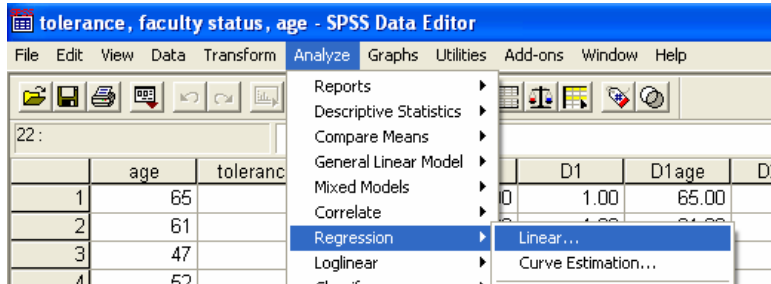 tolerance, faculty status, age - SPSS Data Editor
File Edit View Data Transform Analyze Graphs Utilities Add-ons Window Help
Reports
Descriptive Statistics
22 :
Compare Means
General Linear Model
age toleranc D1 D1age
Mixed Models
1 65 1.00 65.00
Correlate
2 61
Regression Linear...
3 47
Loglinear Curve Estimation...
4 52